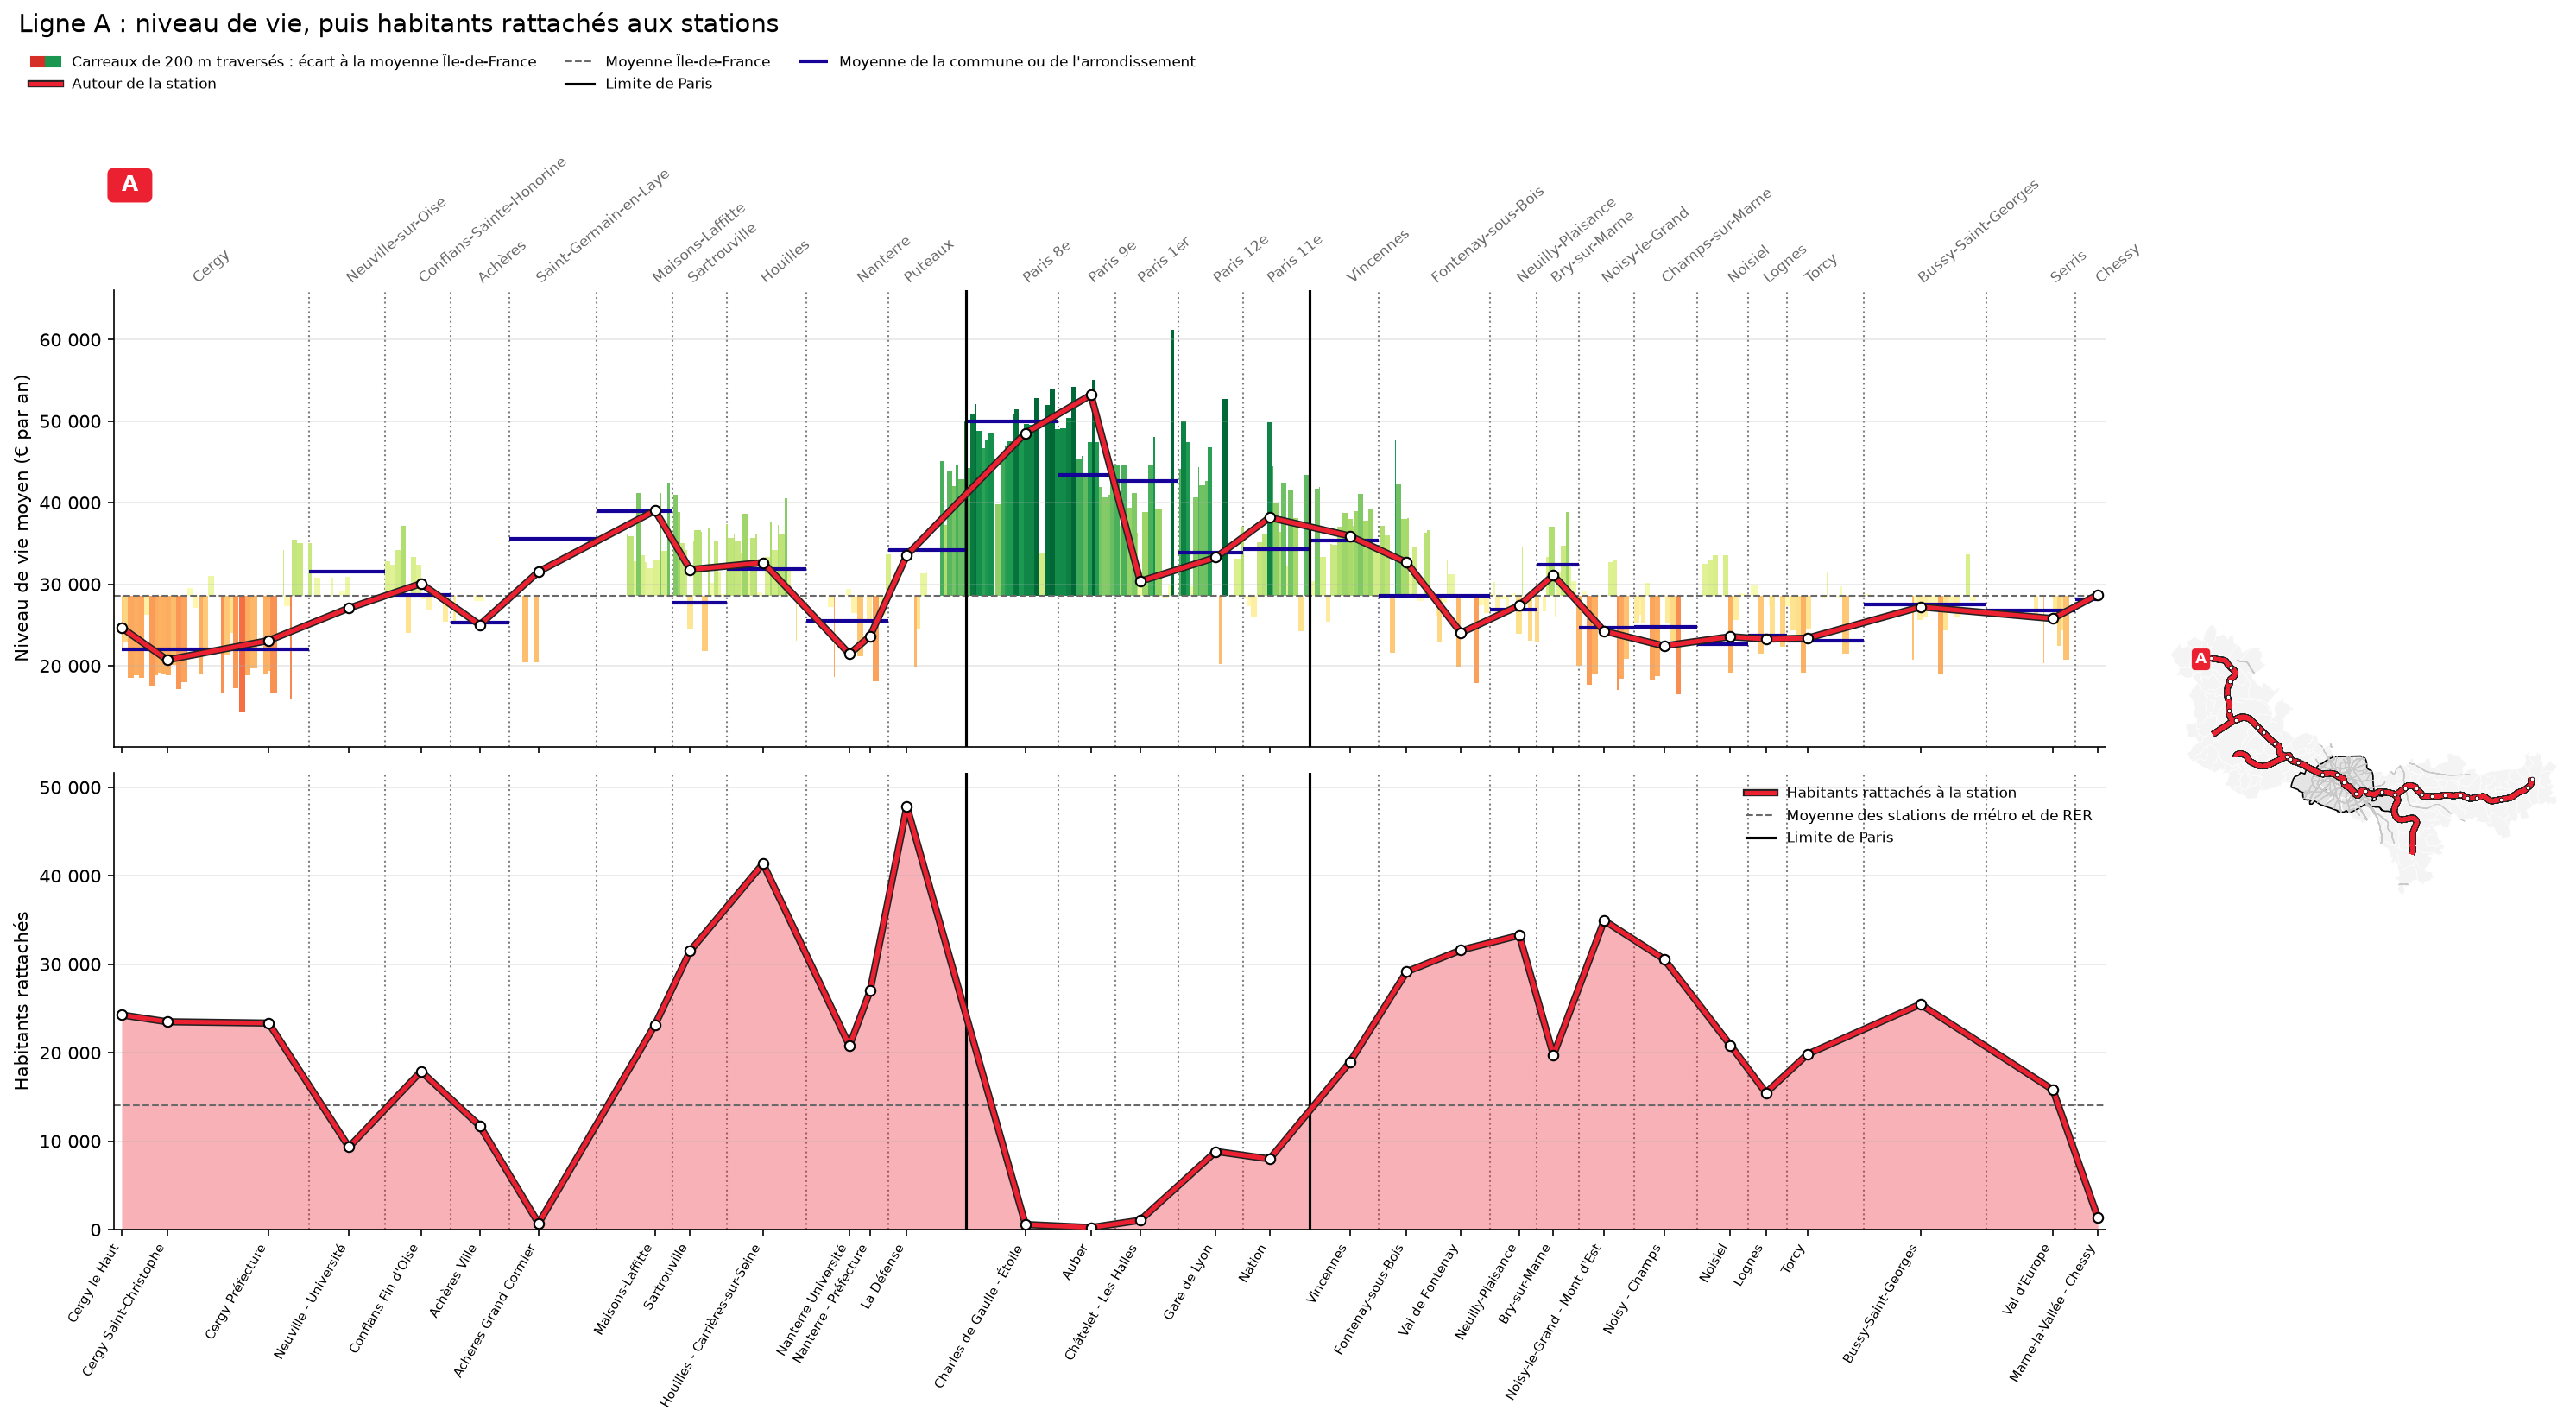 Ligne A : niveau de vie, puis habitants rattachés aux stations
Carreaux de 200 m traversés : écart à la moyenne Île-de-France
Moyenne Île-de-France
Moyenne de la commune ou de l'arrondissement
Autour de la station
Limite de Paris
A
Cergy
Neuville-sur-Oise
Conflans-Sainte-Honorine
Achères
Saint-Germain-en-Laye
Maisons-Laffitte
Sartrouville
Houilles
Nanterre
Puteaux
Paris 8e
Paris 9e
Paris 1er
Paris 12e
Paris 11e
Vincennes
Fontenay-sous-Bois
Neuilly-Plaisance
Bry-sur-Marne
Noisy-le-Grand
Champs-sur-Marne
Noisiel
Lognes
Torcy
Bussy-Saint-Georges
Serris
Chessy
Niveau de vie moyen (€ par an)
60 000
50 000
40 000
30 000
20 000
A
Habitants rattachés
50 000
40 000
30 000
20 000
10 000
0
Habitants rattachés à la station
Moyenne des stations de métro et de RER
Limite de Paris
Cergy le Haut
Cergy Saint-Christophe
Cergy Préfecture
Neuville - Université
Conflans Fin d'Oise
Achères Ville
Achères Grand Cormier
Maisons-Laffitte
Sartrouville
Houilles - Carrières-sur-Seine
Nanterre Université
Nanterre - Préfecture
La Défense
Charles de Gaulle - Étoile
Auber
Châtelet - Les Halles
Gare de Lyon
Nation
Vincennes
Fontenay-sous-Bois
Val de Fontenay
Neuilly-Plaisance
Bry-sur-Marne
Noisy-le-Grand - Mont d'Est
Noisy - Champs
Noisiel
Lognes
Torcy
Bussy-Saint-Georges
Val d'Europe
Marne-la-Vallée - Chessy